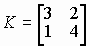 K = [3 2
1 4]